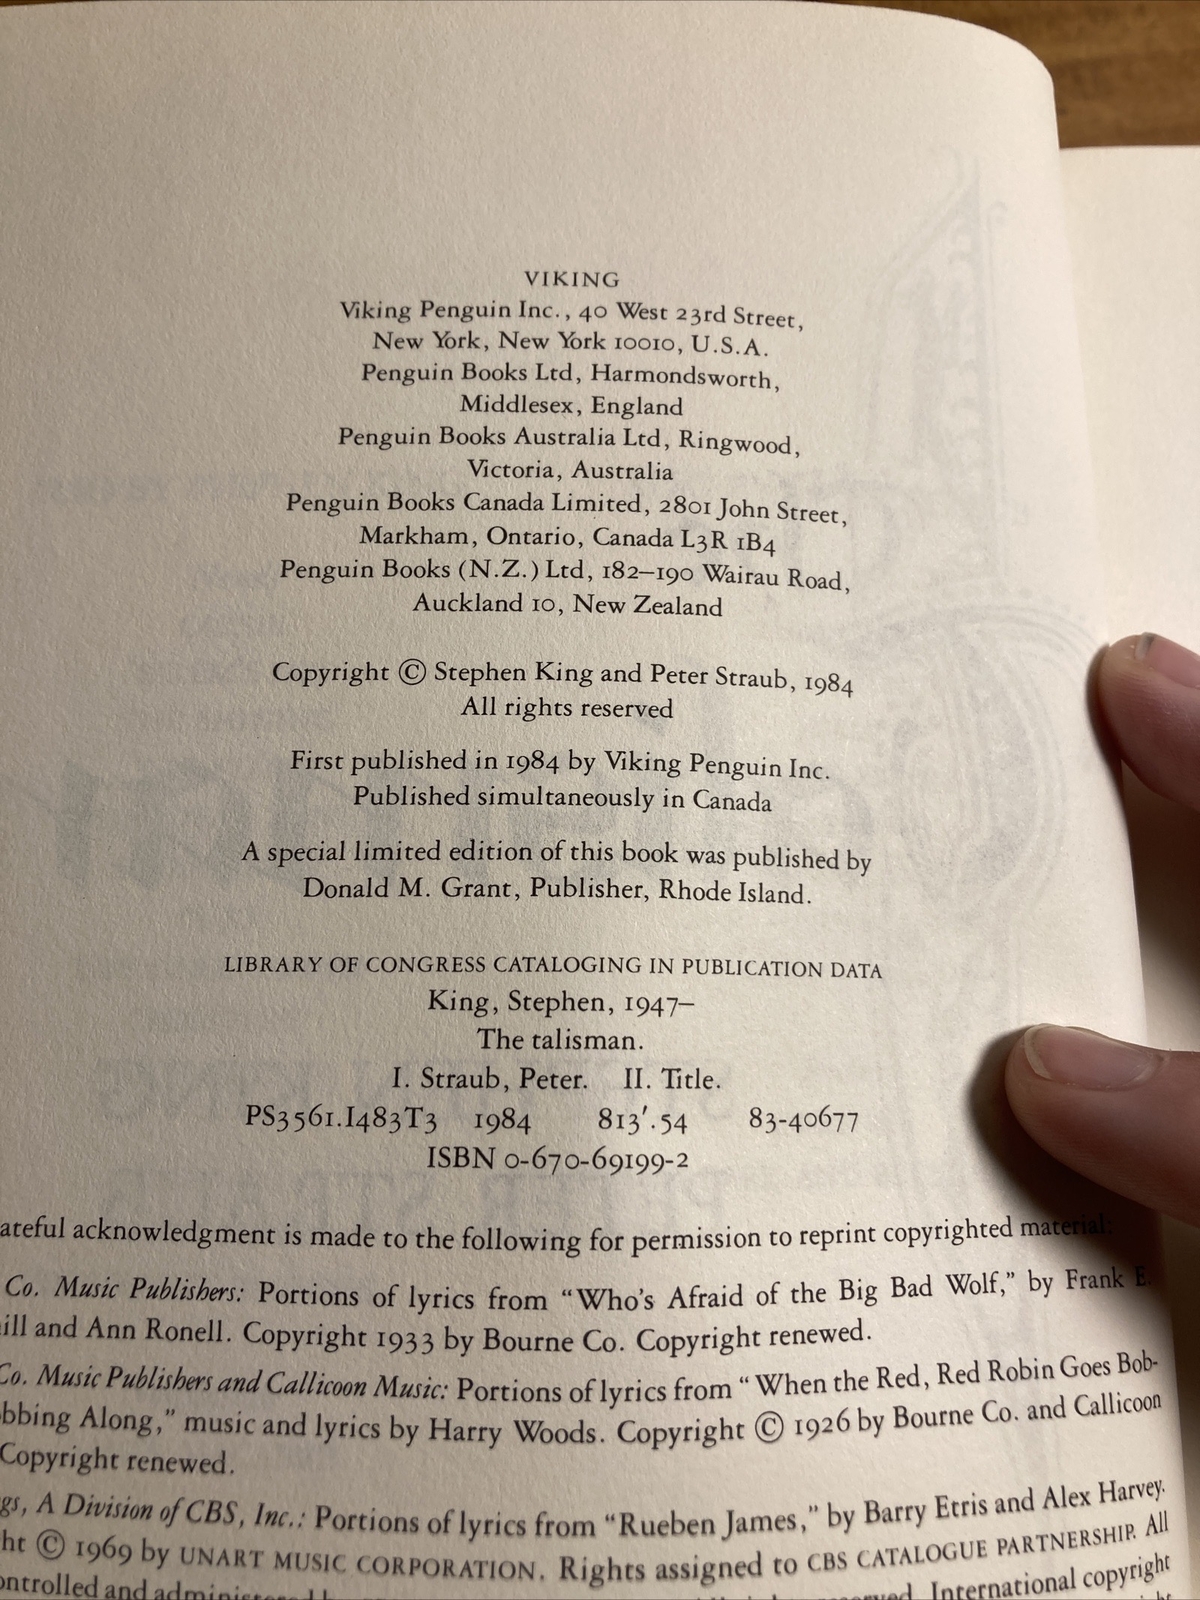 VIKING
Viking Penguin Inc., 40 West 23rd Street,
New York, New York 10010, U.S.A.
Penguin Books Ltd, Harmondsworth,
Middlesex, England
Penguin Books Australia Ltd, Ringwood,
Victoria, Australia
Penguin Books Canada Limited, 2801 John Street,
Markham, Ontario, Canada L3R 1B4
Penguin Books (N.Z.) Ltd, 182–190 Wairau Road,
Auckland 10, New Zealand
Copyright © Stephen King and Peter Straub, 1984
All rights reserved
First published in 1984 by Viking Penguin Inc.
Published simultaneously in Canada
A special limited edition of this book was published by
Donald M. Grant, Publisher, Rhode Island.
LIBRARY OF CONGRESS CATALOGING IN PUBLICATION DATA
King, Stephen, 1947–
The talisman.
I. Straub, Peter. II. Title.
PS3561.I483T3 1984 813'.54 83-40677
ISBN 0-670-69199-2
ateful acknowledgment is made to the following for permission to reprint copyrighted material:
Co. Music Publishers: Portions of lyrics from “Who's Afraid of the Big Bad Wolf,” by Frank E.
ill and Ann Ronell. Copyright 1933 by Bourne Co. Copyright renewed.
Co. Music Publishers and Callicoon Music: Portions of lyrics from “When the Red, Red Robin Goes Bob-
bbing Along,” music and lyrics by Harry Woods. Copyright © 1926 by Bourne Co. and Callicoon
Copyright renewed.
gs, A Division of CBS, Inc.: Portions of lyrics from “Rueben James,” by Barry Etris and Alex Harvey.
ht © 1969 by UNART MUSIC CORPORATION. Rights assigned to CBS CATALOGUE PARTNERSHIP. All
ontrolled and administered International copyright